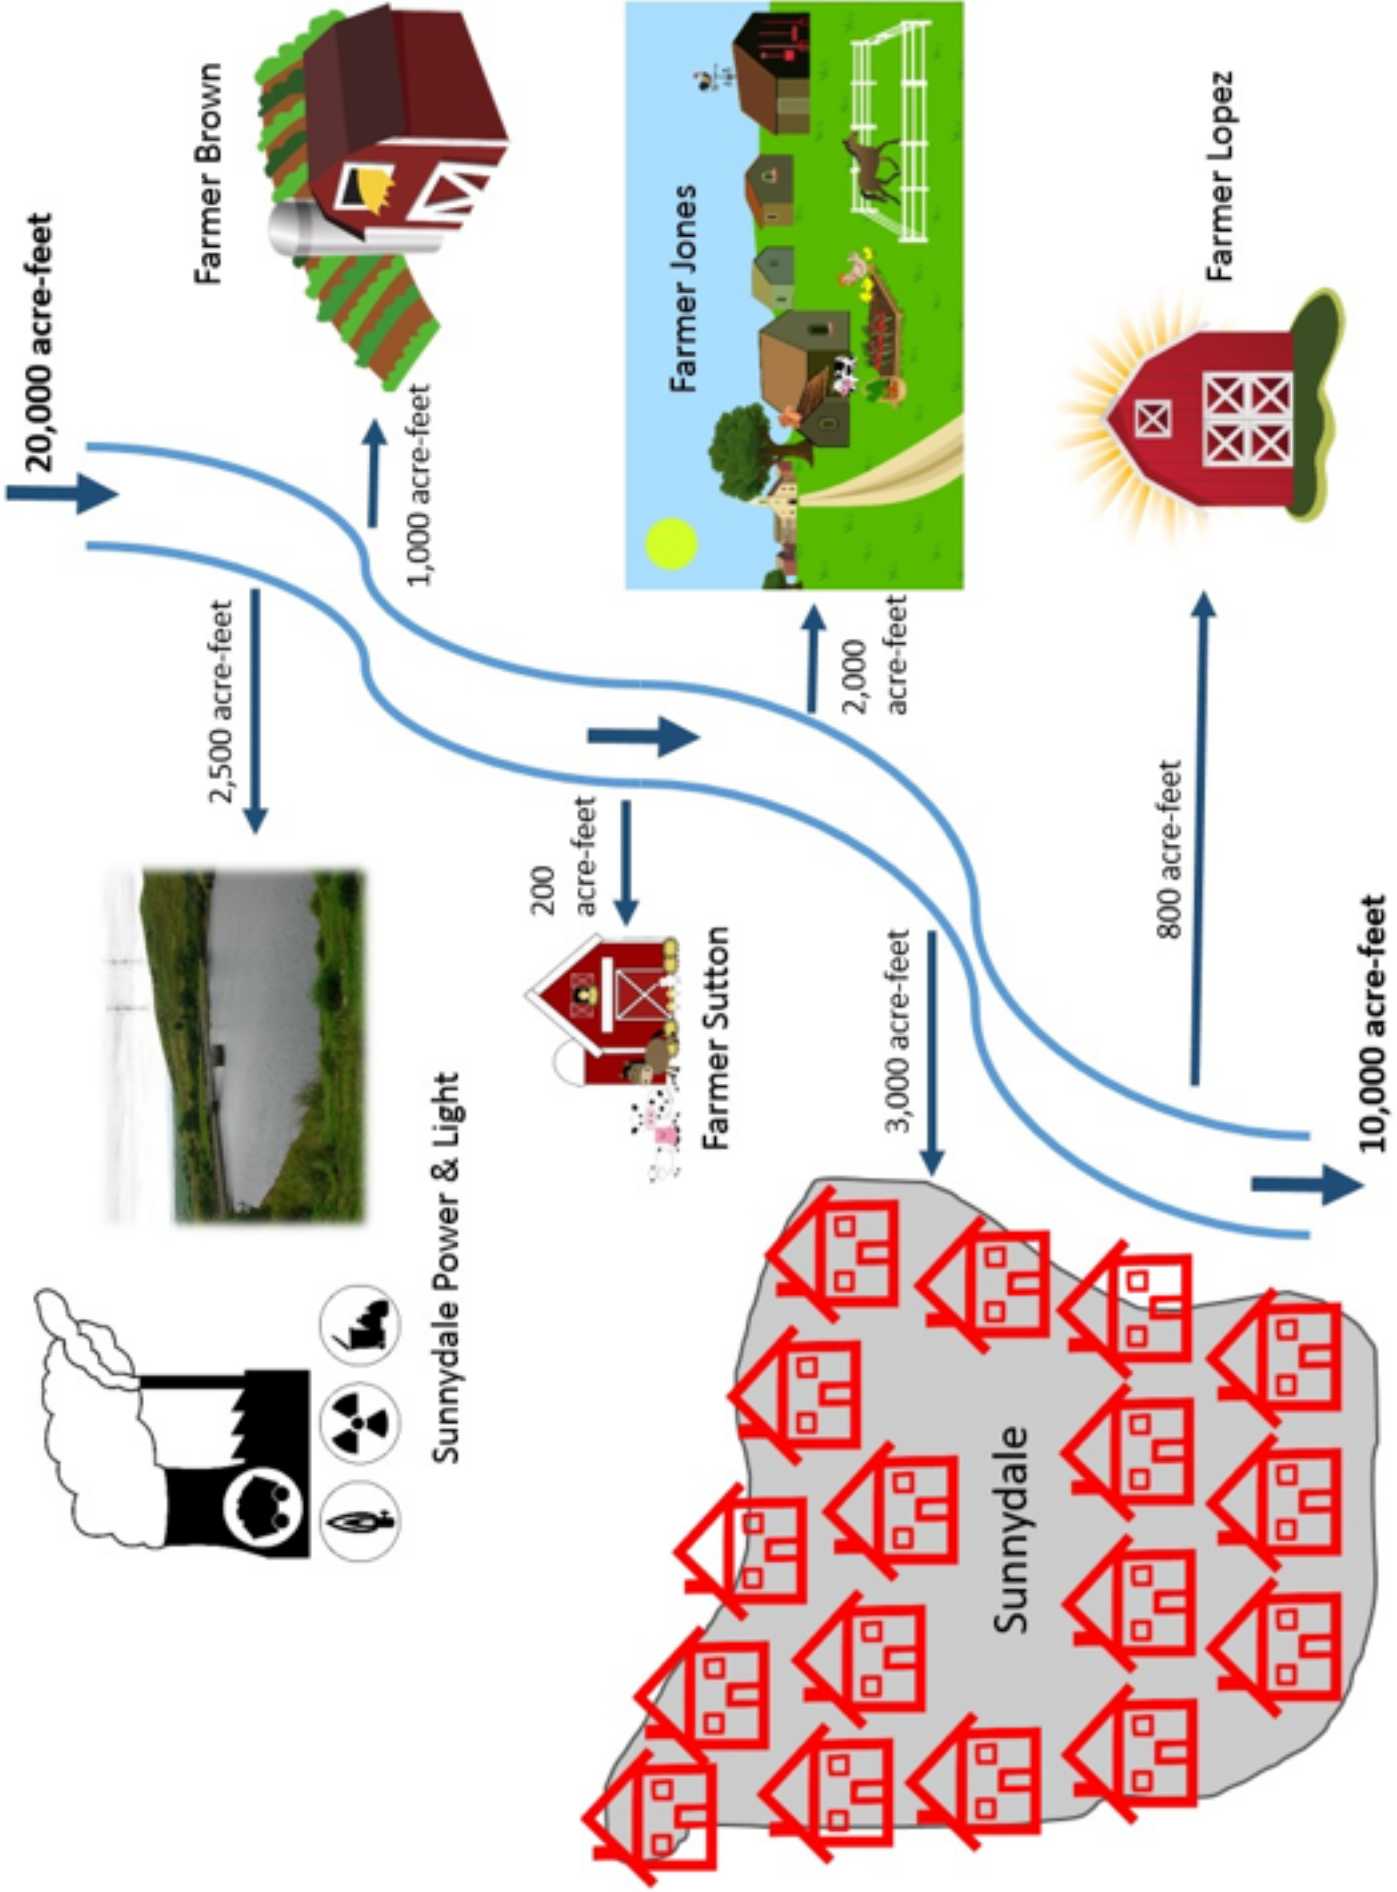 20,000 acre-feet
Farmer Brown
2,500 acre-feet
1,000 acre-feet
Sunnydale Power & Light
200
acre-feet
Farmer Jones
Farmer Sutton
2,000
acre-feet
3,000 acre-feet
Sunnydale
800 acre-feet
Farmer Lopez
10,000 acre-feet